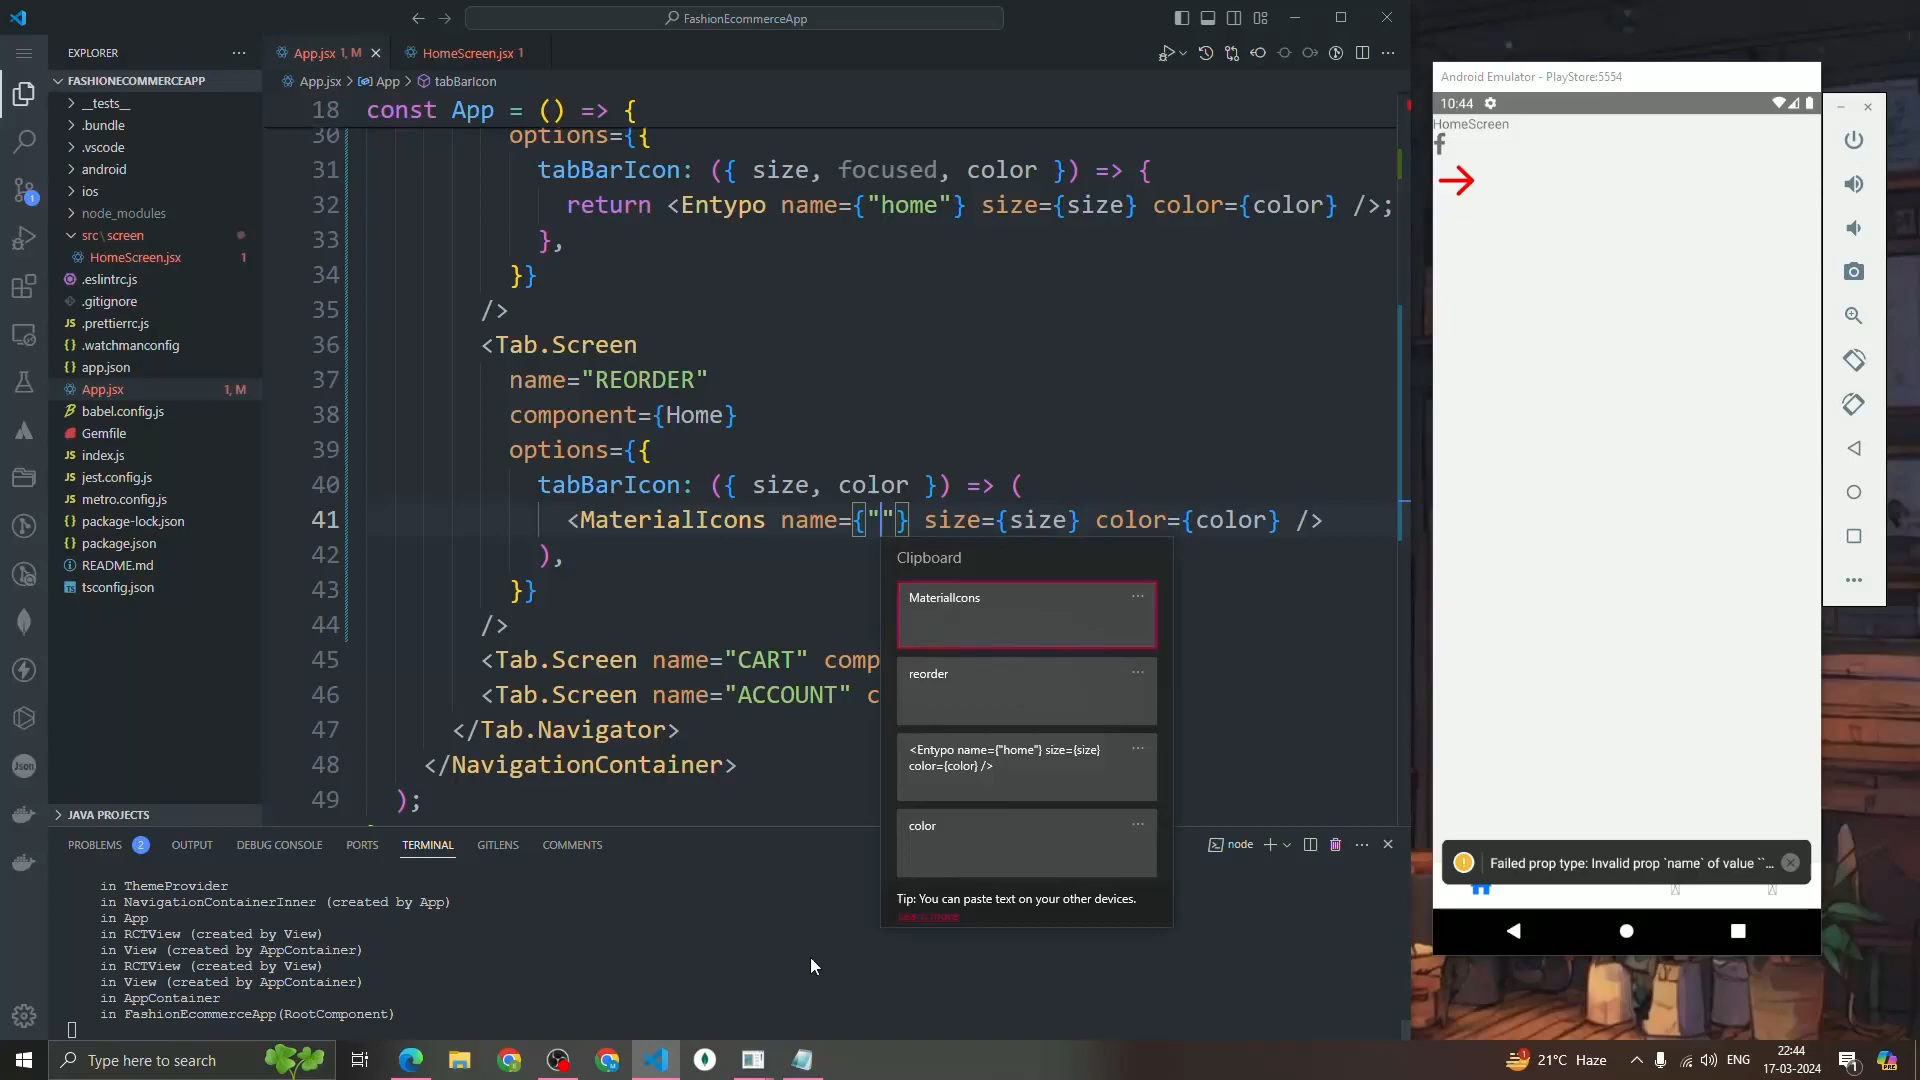 FashionEcommerceApp
EXPLORER
App.jsx 1, M
HomeScreen.jsx 1
FASHIONECOMMERCEAPP
App.jsx > App > tabBarIcon
__tests__
.bundle
.vscode
android
ios
node_modules
src\screen
HomeScreen.jsx 1
.eslintrc.js
.gitignore
.prettierrc.js
.watchmanconfig
app.json
App.jsx 1, M
babel.config.js
Gemfile
index.js
jest.config.js
metro.config.js
package-lock.json
package.json
README.md
tsconfig.json
JAVA PROJECTS
18 const App = () => {
30 options={{
31 tabBarIcon: ({ size, focused, color }) => {
32 return <Entypo name={"home"} size={size} color={color} />;
33 },
34 }}
35 />
36 <Tab.Screen
37 name="REORDER"
38 component={Home}
39 options={{
40 tabBarIcon: ({ size, color }) => (
41 <MaterialIcons name={""} size={size} color={color} />
42 ),
43 }}
44 />
45 <Tab.Screen name="CART" comp
46 <Tab.Screen name="ACCOUNT" c
47 </Tab.Navigator>
48 </NavigationContainer>
49 );
Clipboard
MaterialIcons
reorder
<Entypo name={"home"} size={size}
color={color} />
color
Tip: You can paste text on your other devices.
Learn more
PROBLEMS 2 OUTPUT DEBUG CONSOLE PORTS TERMINAL GITLENS COMMENTS
node
in ThemeProvider
in NavigationContainerInner (created by App)
in App
in RCTView (created by View)
in View (created by AppContainer)
in RCTView (created by View)
in View (created by AppContainer)
in AppContainer
in FashionEcommerceApp(RootComponent)
Android Emulator - PlayStore:5554
10:44
HomeScreen
Failed prop type: Invalid prop `name` of value ``...
Type here to search
21°C Haze
ENG
22:44
17-03-2024